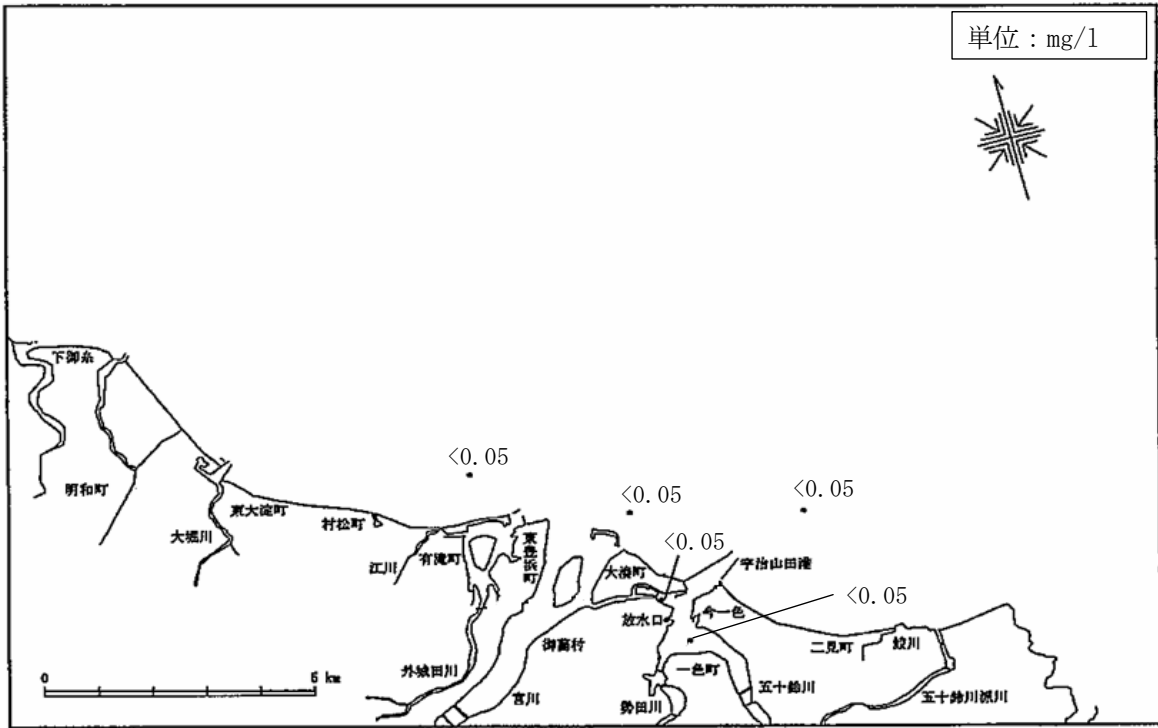 単位：mg/l
下御糸
<0.05
<0.05
<0.05
明和町
東大淀町
村松町
大堀川
江川
有滝町
東豊浜町
<0.05
大湊町
宇治山田港
<0.05
今一色
放水口
御薗村
二見町
鮫川
外城田川
一色町
宮川
勢田川
五十鈴川
五十鈴川派川
0
5 km